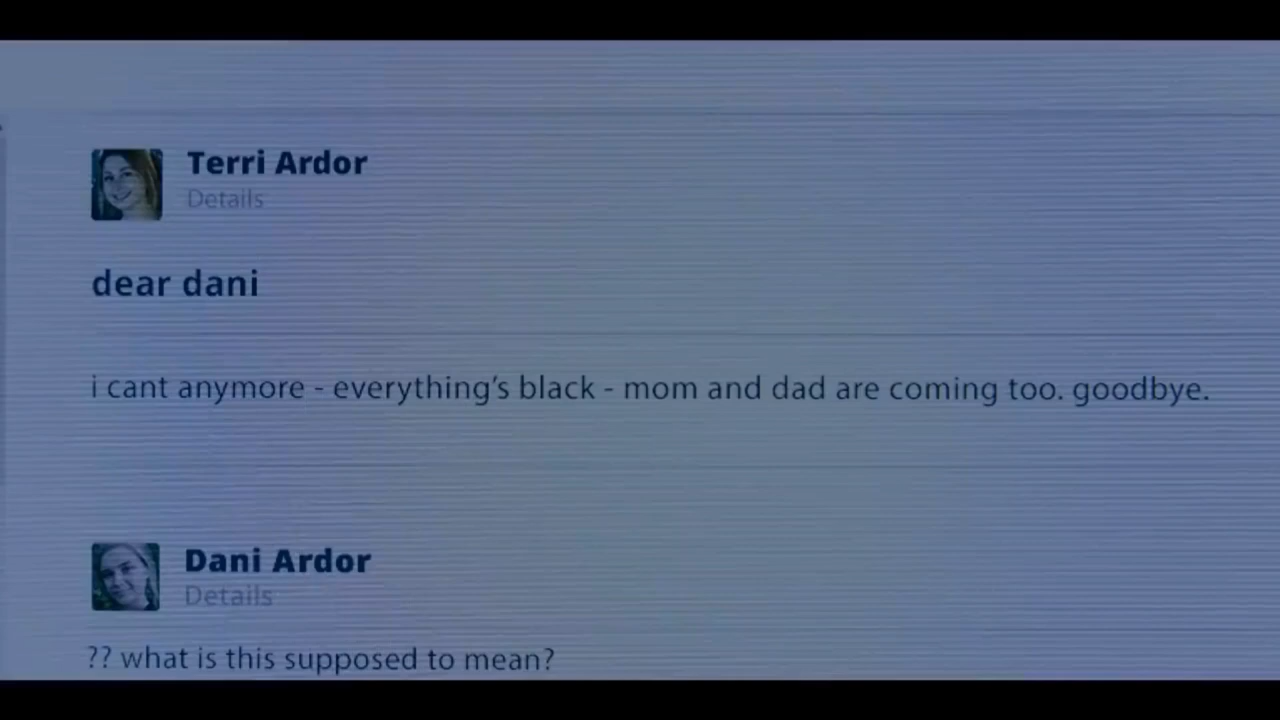 Terri Ardor
Details
dear dani
i cant anymore - everything's black - mom and dad are coming too. goodbye.
Dani Ardor
Details
?? what is this supposed to mean?